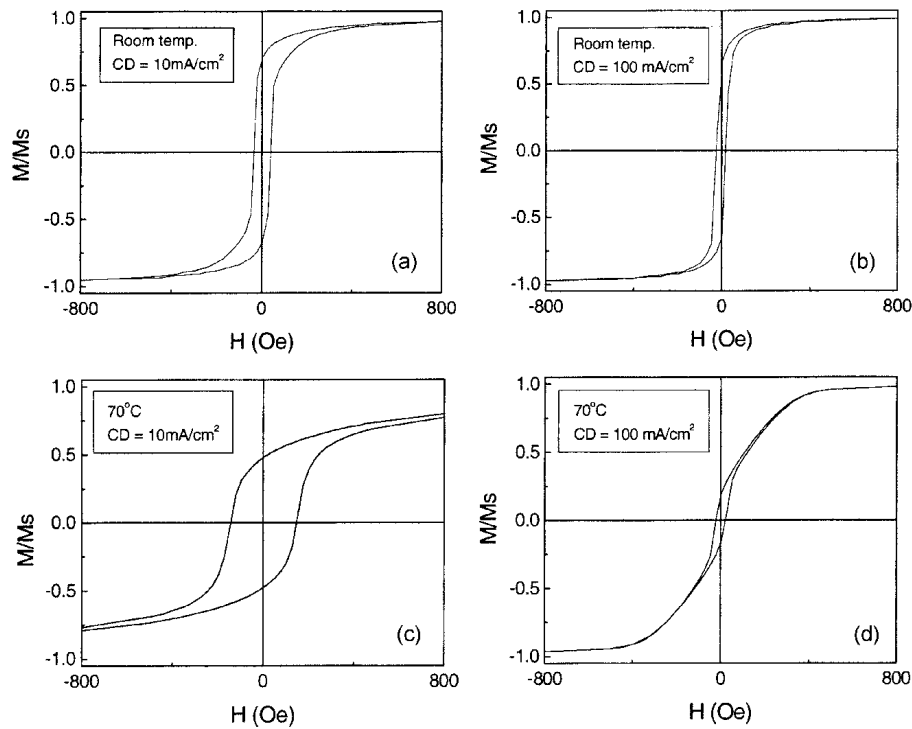 1.0
Room temp.
CD = 10mA/cm²
0.5
M/Ms
0.0
-0.5
(a)
-1.0
-800
0
800
H (Oe)
1.0
Room temp.
CD = 100 mA/cm²
0.5
M/Ms
0.0
-0.5
(b)
-1.0
-800
0
800
H (Oe)
1.0
70°C
CD = 10mA/cm²
0.5
M/Ms
0.0
-0.5
(c)
-1.0
-800
0
800
H (Oe)
1.0
70°C
CD = 100 mA/cm²
0.5
M/Ms
0.0
-0.5
(d)
-1.0
-800
0
800
H (Oe)